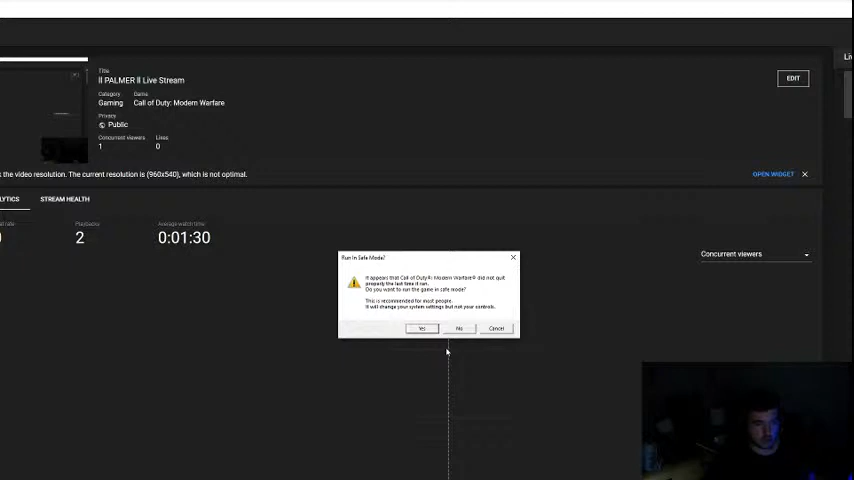 Liv
Title
ll PALMER ll Live Stream
EDIT
Category Game
Gaming Call of Duty: Modern Warfare
Privacy
Public
Concurrent viewers Likes
1 0
k the video resolution. The current resolution is (960x540), which is not optimal.
OPEN WIDGET
LYTICS STREAM HEALTH
Playbacks Average watch time
2 0:01:30
Concurrent viewers
Run In Safe Mode?
It appears that Call of Duty®: Modern Warfare® did not quit
properly the last time it ran.
Do you want to run the game in safe mode?
This is recommended for most people.
It will change your system settings but not your controls.
Yes No Cancel